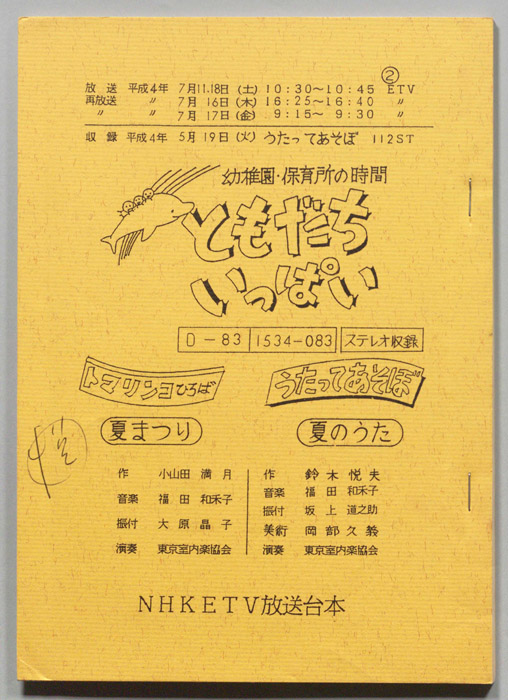 ②
放送 平成4年 7月11.18日(土) 10:30〜10:45 ETV
再放送 〃 7月16日(木) 16:25〜16:40 〃
〃 〃 7月17日(金) 9:15〜9:30 〃
収録 平成4年 5月19日(火) うたってあそぼ 112ST
幼稚園・保育所の時間
ともだち
いっぱい
D-83 1534-083 ステレオ収録
トマリンヨひろば
夏まつり
作 小山田 満月
音楽 福田 和禾子
振付 大原 晶子
演奏 東京室内楽協会
うたってあそぼ
夏のうた
作 鈴木 悦夫
音楽 福田 和禾子
振付 坂上 道之助
美術 岡部 久義
演奏 東京室内楽協会
NHKETV放送台本